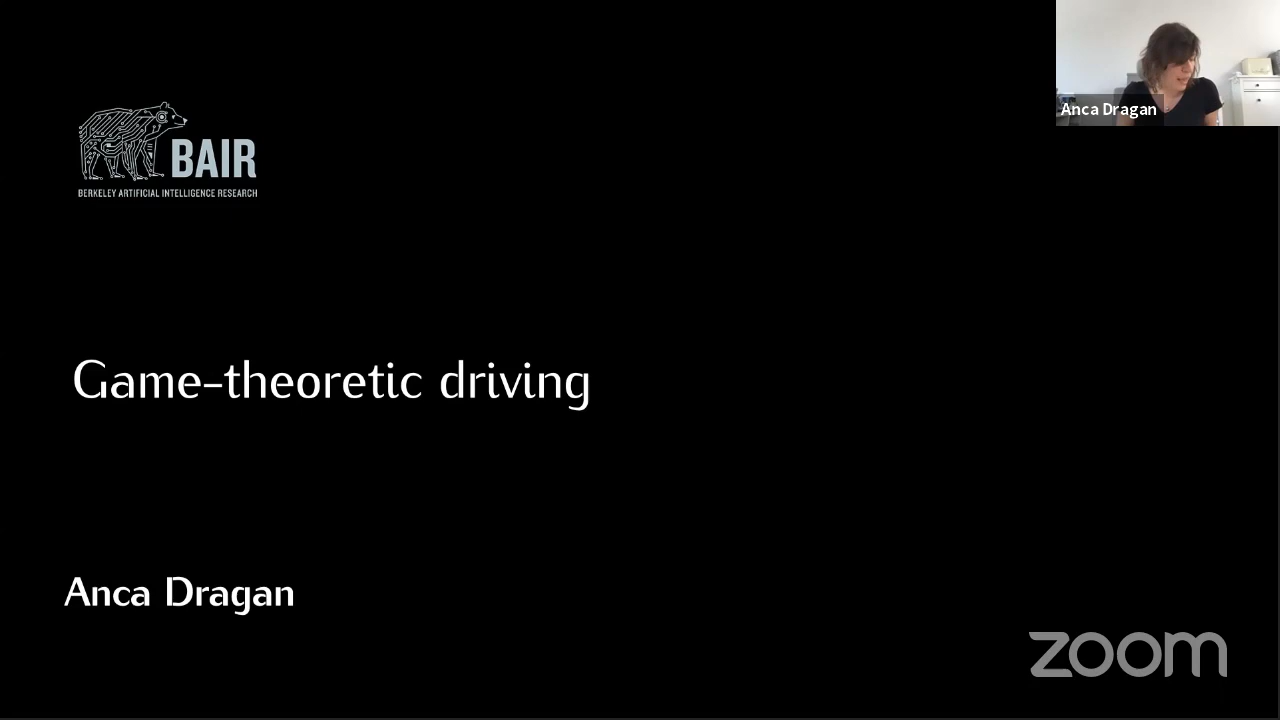 Anca Dragan
BAIR
BERKELEY ARTIFICIAL INTELLIGENCE RESEARCH
Game-theoretic driving
Anca Dragan
zoom